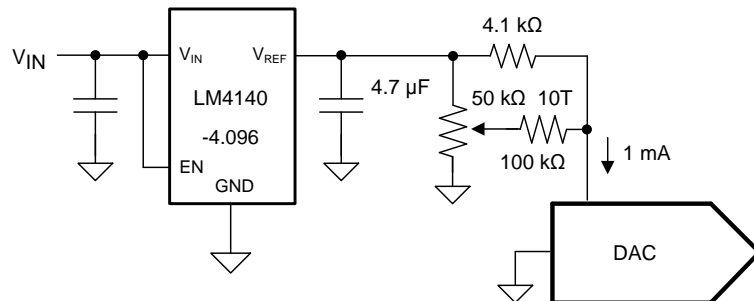 V_IN
V_IN
V_REF
LM4140
-4.096
EN
GND
4.7 µF
4.1 kΩ
50 kΩ 10T
100 kΩ
1 mA
DAC